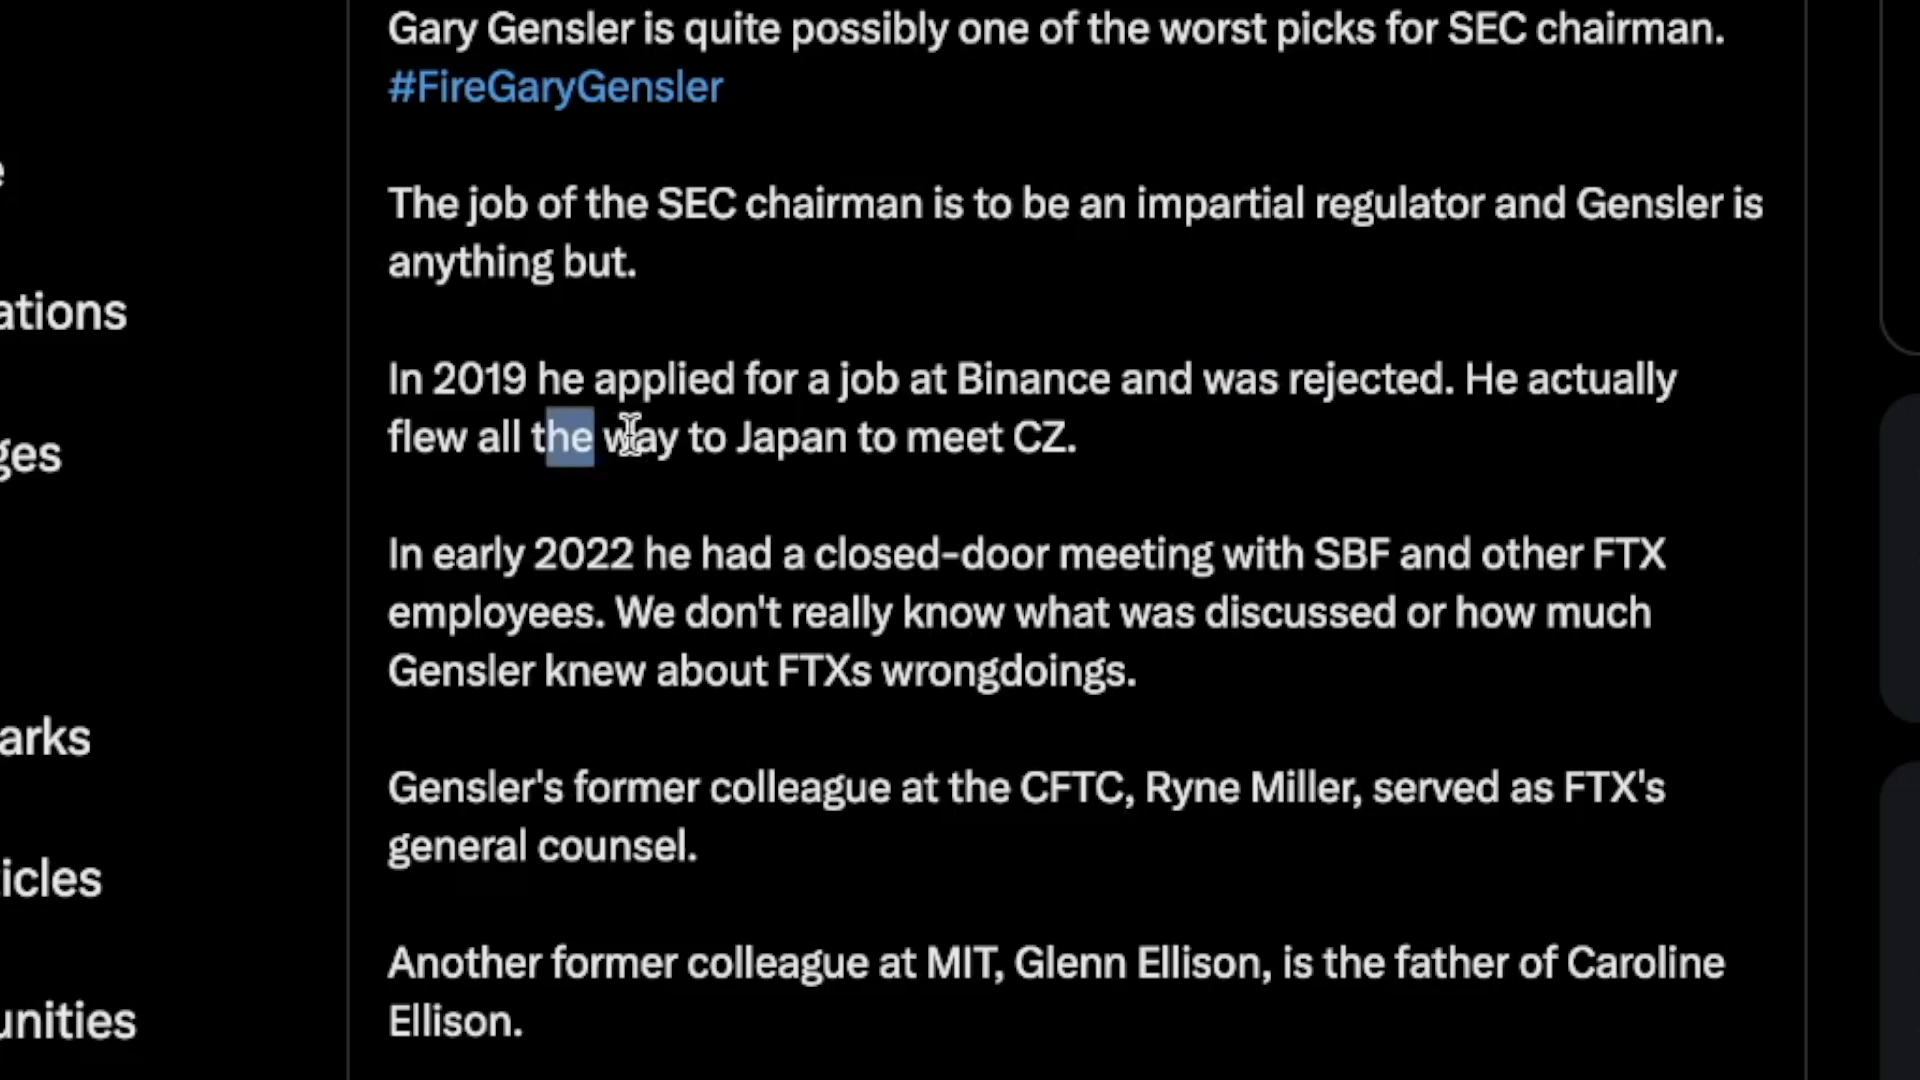 Gary Gensler is quite possibly one of the worst picks for SEC chairman.
#FireGaryGensler
The job of the SEC chairman is to be an impartial regulator and Gensler is
anything but.
In 2019 he applied for a job at Binance and was rejected. He actually
flew all the way to Japan to meet CZ.
In early 2022 he had a closed-door meeting with SBF and other FTX
employees. We don't really know what was discussed or how much
Gensler knew about FTXs wrongdoings.
Gensler's former colleague at the CFTC, Ryne Miller, served as FTX's
general counsel.
Another former colleague at MIT, Glenn Ellison, is the father of Caroline
Ellison.
e
ations
ges
arks
icles
unities